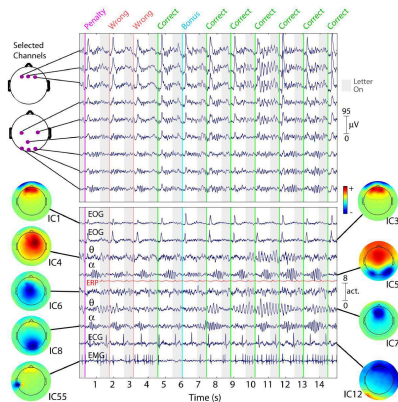 Penalty Wrong Wrong Correct Bonus Correct Correct Correct Correct Correct Correct
Selected
Channels
Letter
On
95
μV
0
+
-
IC1
EOG
IC3
EOG
IC4
θ
α
IC5
ERP
8
act.
0
IC6
θ
α
IC7
IC8
ECG
EMG
IC55
IC12
1 2 3 4 5 6 7 8 9 10 11 12 13 14
Time (s)